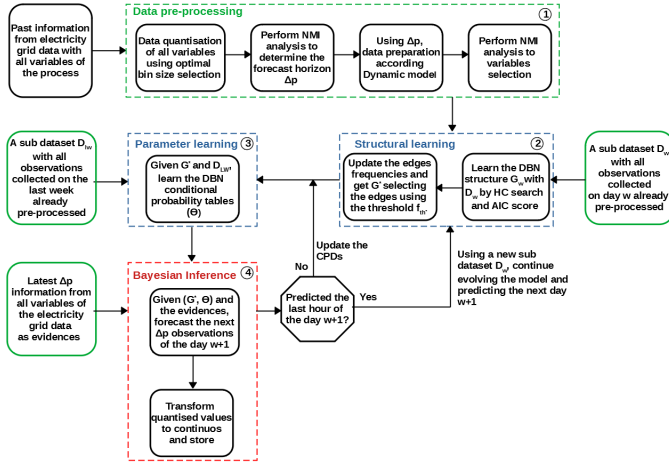 Data pre-processing
1
Past information
from electricity
grid data with
all variables of
the process
Data quantisation
of all variables
using optimal
bin size selection
Perform NMI
analysis to
determine the
forecast horizon
Δp
Using Δp,
data preparation
according
Dynamic model
Perform NMI
analysis to
variables
selection
A sub dataset D_lw
with all
observations
collected on the
last week
already
pre-processed
Parameter learning
3
Given G' and D_LW,
learn the DBN
conditional
probability tables
(Θ)
Structural learning
2
Update the edges
frequencies and
get G' selecting
the edges using
the threshold f_th.
Learn the DBN
structure G_w with
D_w by HC search
and AIC score
A sub dataset D_w
with all
observations
collected
on day w already
pre-processed
Update the
CPDs
No
Using a new sub
dataset D_w, continue
evolving the model and
predicting the next day
w+1
Latest Δp
information from
all variables of
the electricity
grid data
as evidences
Bayesian Inference
4
Given (G', Θ) and
the evidences,
forecast the next
Δp observations
of the day w+1
Predicted the
last hour of
the day w+1?
Yes
Transform
quantised values
to continuos
and store